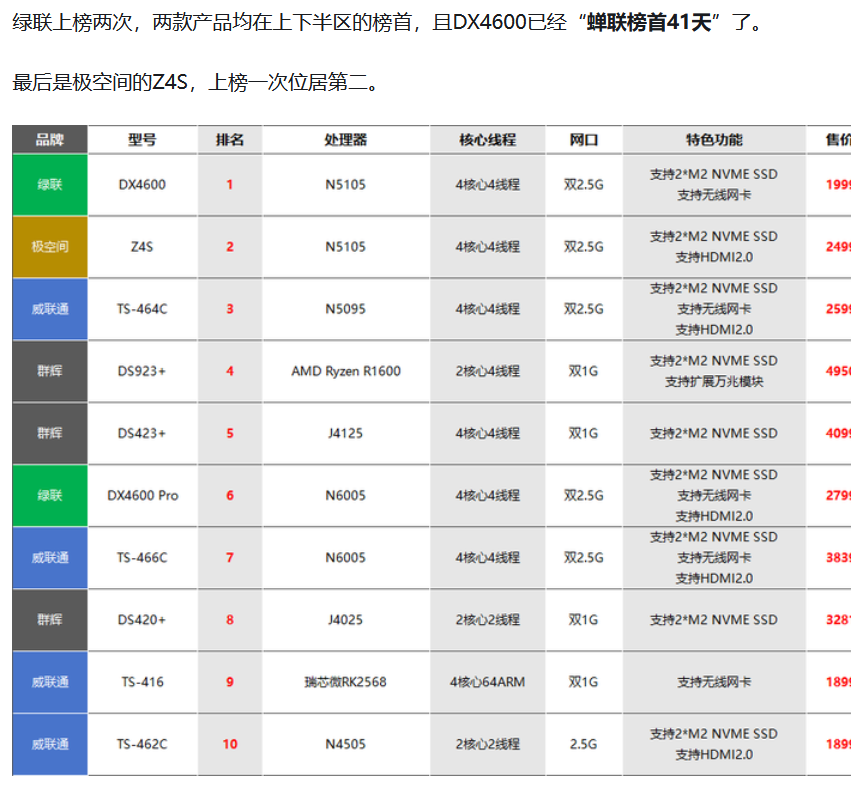 绿联上榜两次，两款产品均在上下半区的榜首，且DX4600已经“蝉联榜首41天”了。
最后是极空间的Z4S，上榜一次位居第二。
品牌 型号 排名 处理器 核心线程 网口 特色功能 售价
绿联 DX4600 1 N5105 4核心4线程 双2.5G 支持2*M2 NVME SSD 1999
支持无线网卡
极空间 Z4S 2 N5105 4核心4线程 双2.5G 支持2*M2 NVME SSD 2499
支持HDMI2.0
威联通 TS-464C 3 N5095 4核心4线程 双2.5G 支持2*M2 NVME SSD 2599
支持无线网卡
支持HDMI2.0
群辉 DS923+ 4 AMD Ryzen R1600 2核心4线程 双1G 支持2*M2 NVME SSD 4950
支持扩展万兆模块
群辉 DS423+ 5 J4125 4核心4线程 双1G 支持2*M2 NVME SSD 4099
绿联 DX4600 Pro 6 N6005 4核心4线程 双2.5G 支持2*M2 NVME SSD 2799
支持无线网卡
支持HDMI2.0
威联通 TS-466C 7 N6005 4核心4线程 双2.5G 支持2*M2 NVME SSD 3839
支持无线网卡
支持HDMI2.0
群辉 DS420+ 8 J4025 2核心2线程 双1G 支持2*M2 NVME SSD 328
威联通 TS-416 9 瑞芯微RK2568 4核心64ARM 双1G 支持无线网卡 1899
威联通 TS-462C 10 N4505 2核心2线程 2.5G 支持2*M2 NVME SSD 1899
支持HDMI2.0